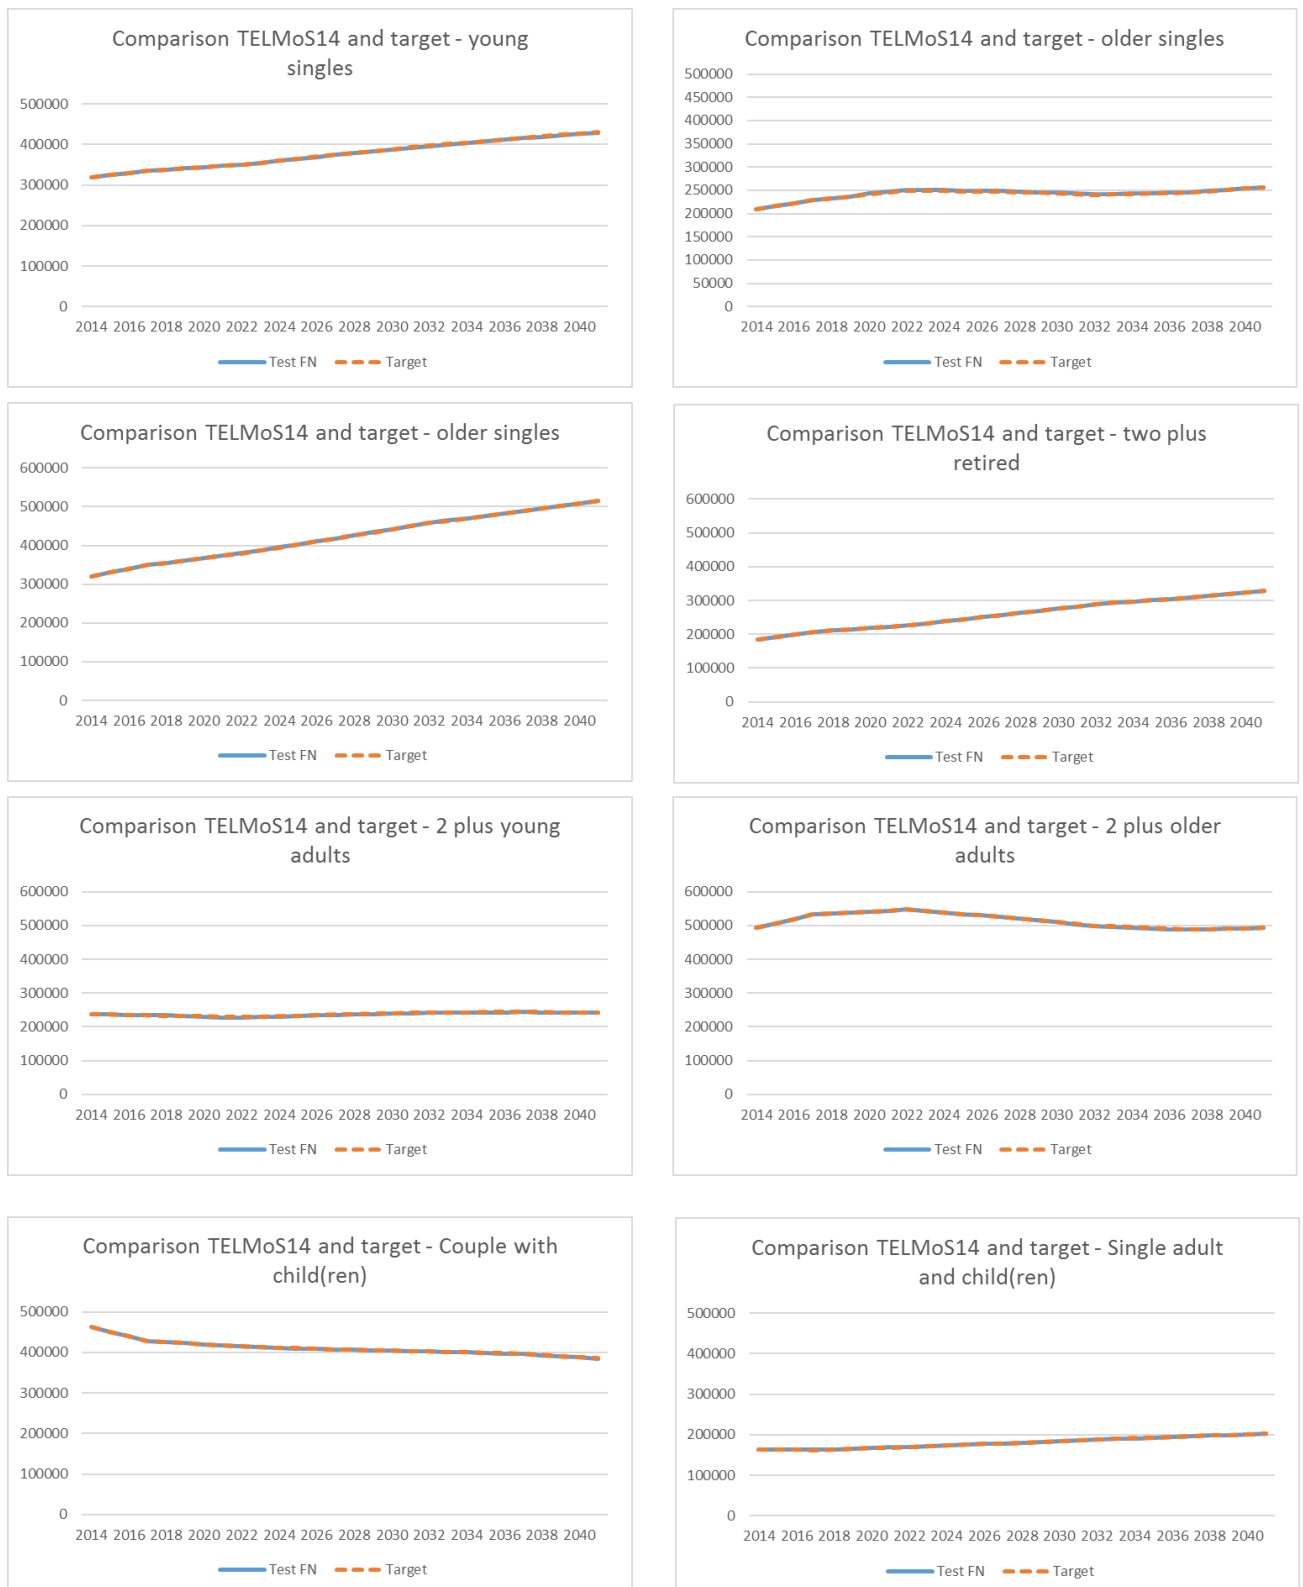 Comparison TELMoS14 and target - young
singles
500000
400000
300000
200000
100000
0
2014 2016 2018 2020 2022 2024 2026 2028 2030 2032 2034 2036 2038 2040
Test FN Target
Comparison TELMoS14 and target - older singles
500000
450000
400000
350000
300000
250000
200000
150000
100000
50000
0
2014 2016 2018 2020 2022 2024 2026 2028 2030 2032 2034 2036 2038 2040
Test FN Target
Comparison TELMoS14 and target - older singles
600000
500000
400000
300000
200000
100000
0
2014 2016 2018 2020 2022 2024 2026 2028 2030 2032 2034 2036 2038 2040
Test FN Target
Comparison TELMoS14 and target - two plus
retired
600000
500000
400000
300000
200000
100000
0
2014 2016 2018 2020 2022 2024 2026 2028 2030 2032 2034 2036 2038 2040
Test FN Target
Comparison TELMoS14 and target - 2 plus young
adults
600000
500000
400000
300000
200000
100000
0
2014 2016 2018 2020 2022 2024 2026 2028 2030 2032 2034 2036 2038 2040
Test FN Target
Comparison TELMoS14 and target - 2 plus older
adults
600000
500000
400000
300000
200000
100000
0
2014 2016 2018 2020 2022 2024 2026 2028 2030 2032 2034 2036 2038 2040
Test FN Target
Comparison TELMoS14 and target - Couple with
child(ren)
500000
400000
300000
200000
100000
0
2014 2016 2018 2020 2022 2024 2026 2028 2030 2032 2034 2036 2038 2040
Test FN Target
Comparison TELMoS14 and target - Single adult
and child(ren)
500000
400000
300000
200000
100000
0
2014 2016 2018 2020 2022 2024 2026 2028 2030 2032 2034 2036 2038 2040
Test FN Target